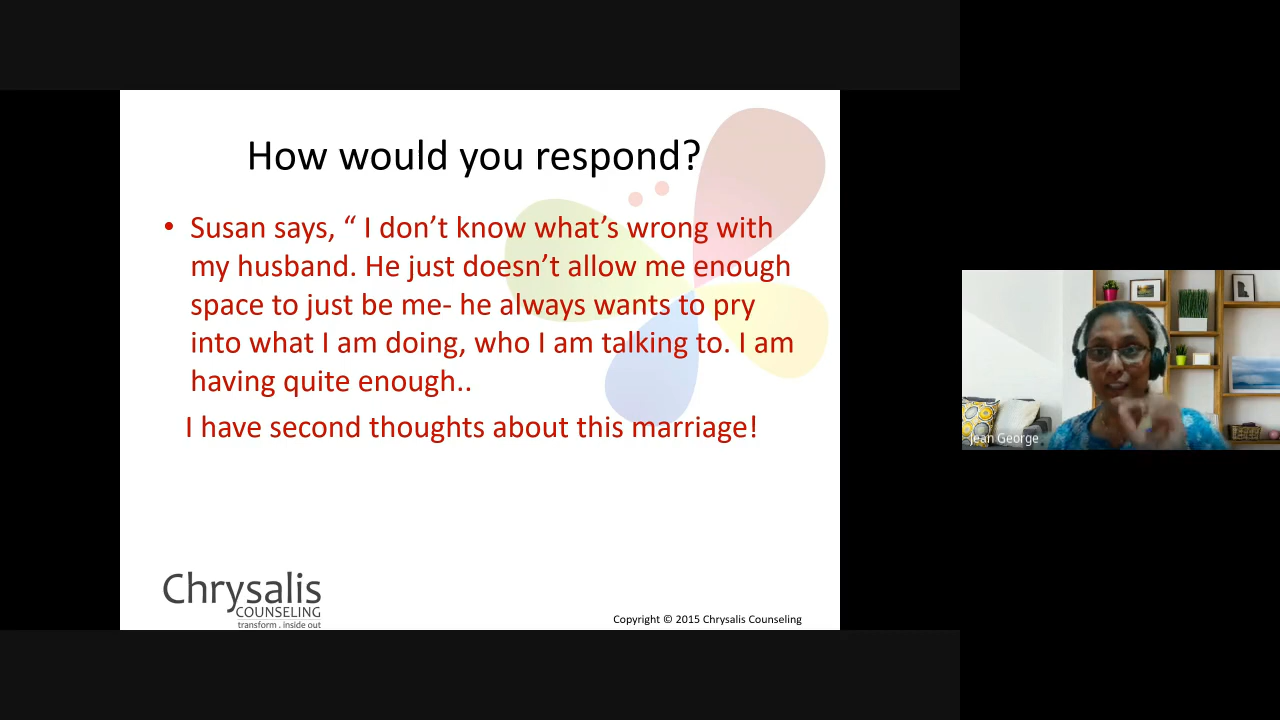 How would you respond?
• Susan says, “ I don’t know what’s wrong with
my husband. He just doesn’t allow me enough
space to just be me- he always wants to pry
into what I am doing, who I am talking to. I am
having quite enough..
I have second thoughts about this marriage!
Jean George
Chrysalis
COUNSELING
transform . inside out
Copyright © 2015 Chrysalis Counseling